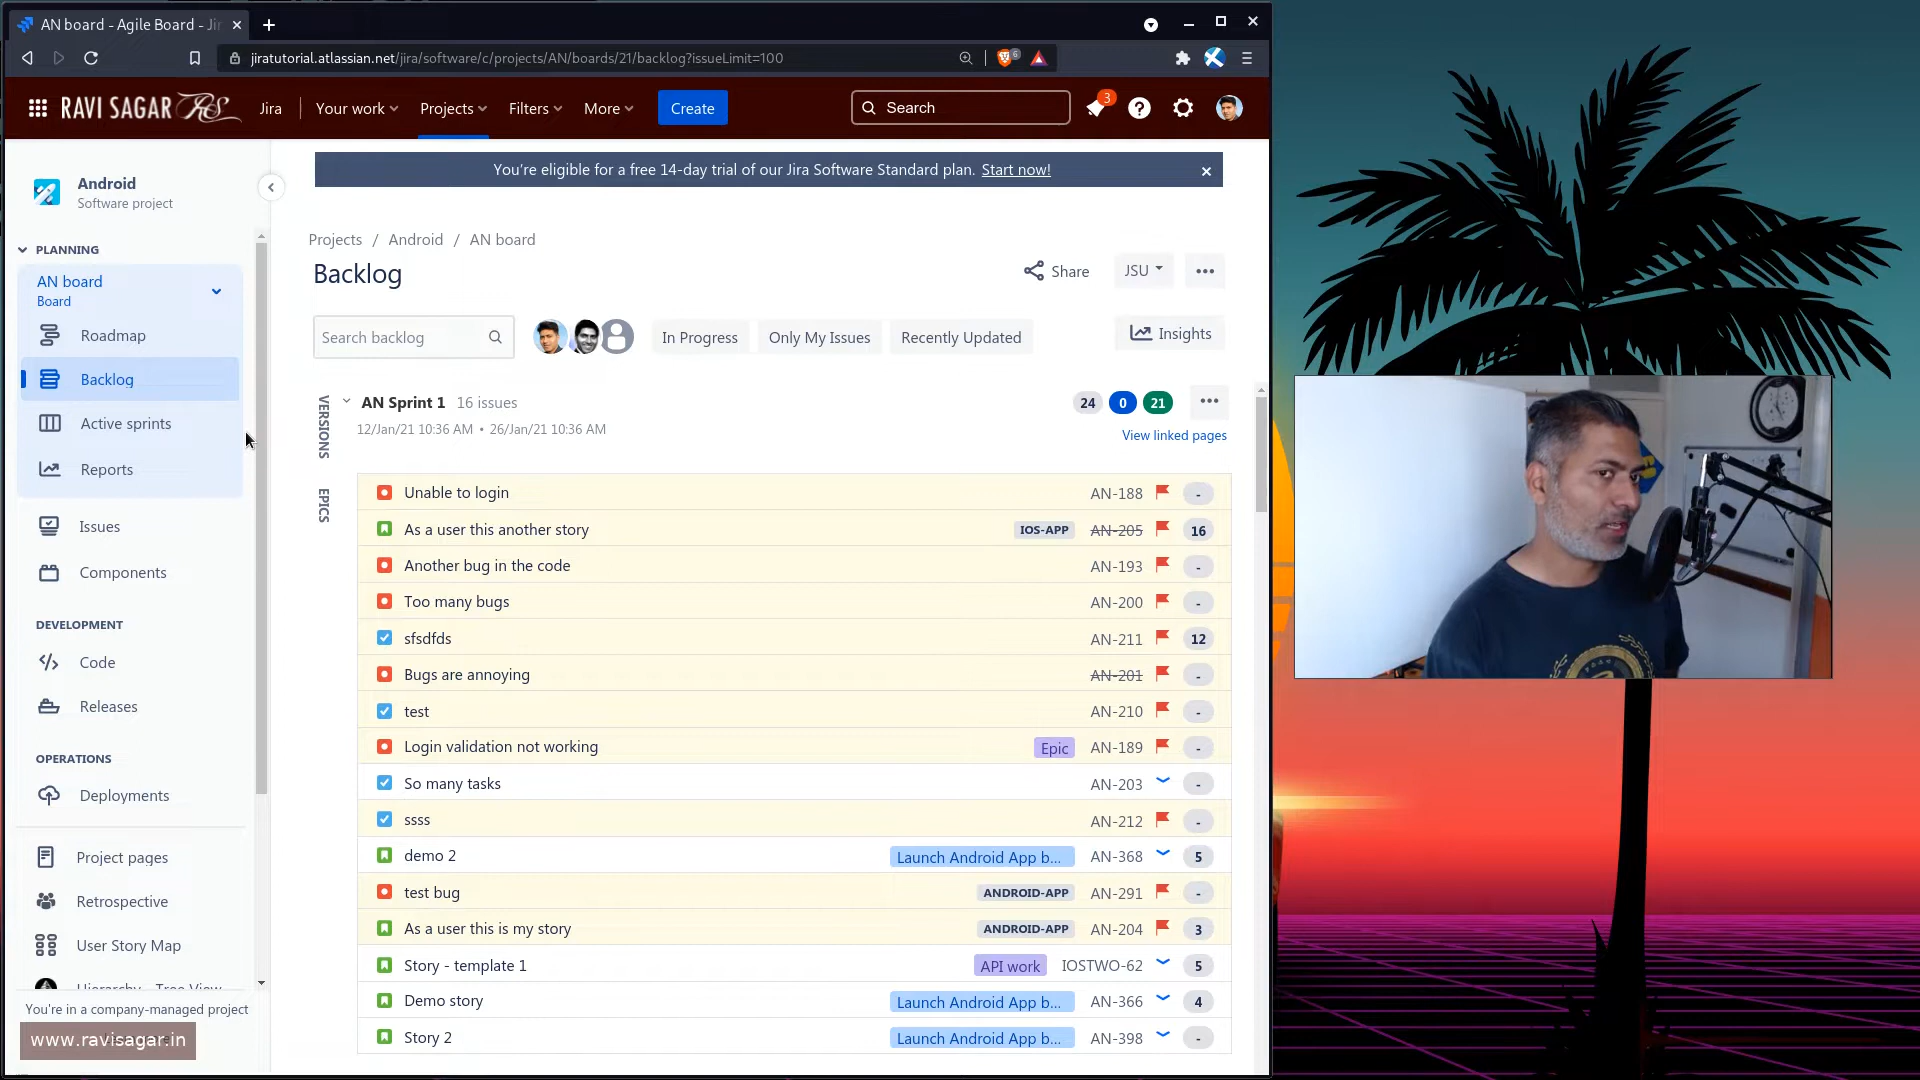 AN board - Agile Board - Ji
jiratutorial.atlassian.net/jira/software/c/projects/AN/boards/21/backlog?issueLimit=100
6
RAVI SAGAR RS
Jira
Your work
Projects
Filters
More
Create
Search
3
You're eligible for a free 14-day trial of our Jira Software Standard plan. Start now!
Android
Software project
PLANNING
AN board
Board
Roadmap
Backlog
Active sprints
Reports
Issues
Components
DEVELOPMENT
Code
Releases
OPERATIONS
Deployments
Project pages
Retrospective
User Story Map
Hierarchy - Tree View
You're in a company-managed project
www.ravisagar.in
Projects / Android / AN board
Backlog
Share
JSU
Search backlog
In Progress
Only My Issues
Recently Updated
Insights
VERSIONS
EPICS
AN Sprint 1 16 issues
24 0 21
12/Jan/21 10:36 AM • 26/Jan/21 10:36 AM
View linked pages
Unable to login AN-188 -
As a user this another story IOS-APP AN-205 16
Another bug in the code AN-193 -
Too many bugs AN-200 -
sfsdfds AN-211 12
Bugs are annoying AN-201 -
test AN-210 -
Login validation not working Epic AN-189 -
So many tasks AN-203 -
ssss AN-212 -
demo 2 Launch Android App b... AN-368 5
test bug ANDROID-APP AN-291 -
As a user this is my story ANDROID-APP AN-204 3
Story - template 1 API work IOSTWO-62 5
Demo story Launch Android App b... AN-366 4
Story 2 Launch Android App b... AN-398 -